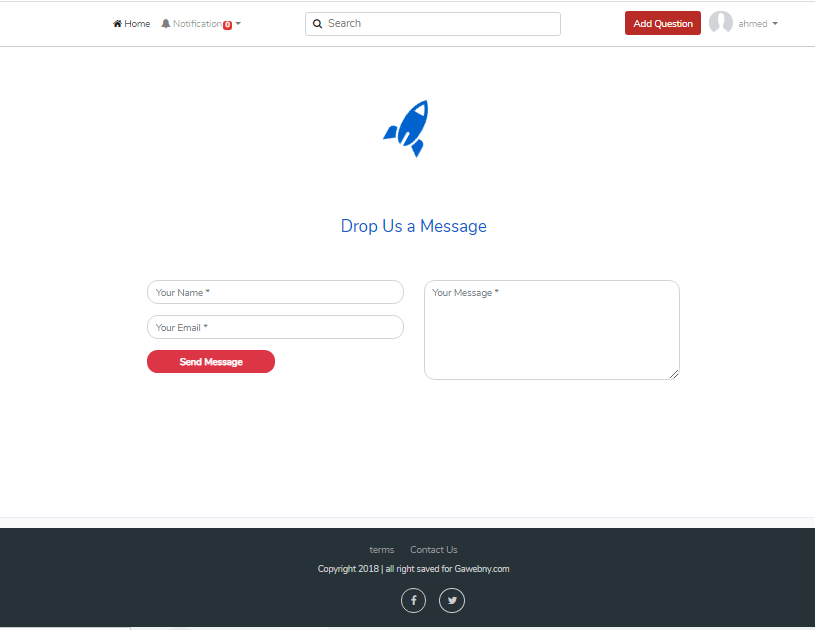 Home Notification 0 Search Add Question ahmed
Drop Us a Message
Your Name *
Your Email *
Send Message
Your Message *
terms Contact Us
Copyright 2018 | all right saved for Gawebny.com